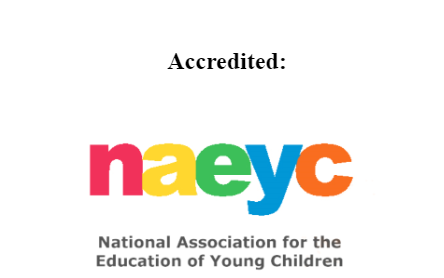 Accredited:
naeyc
National Association for the
Education of Young Children